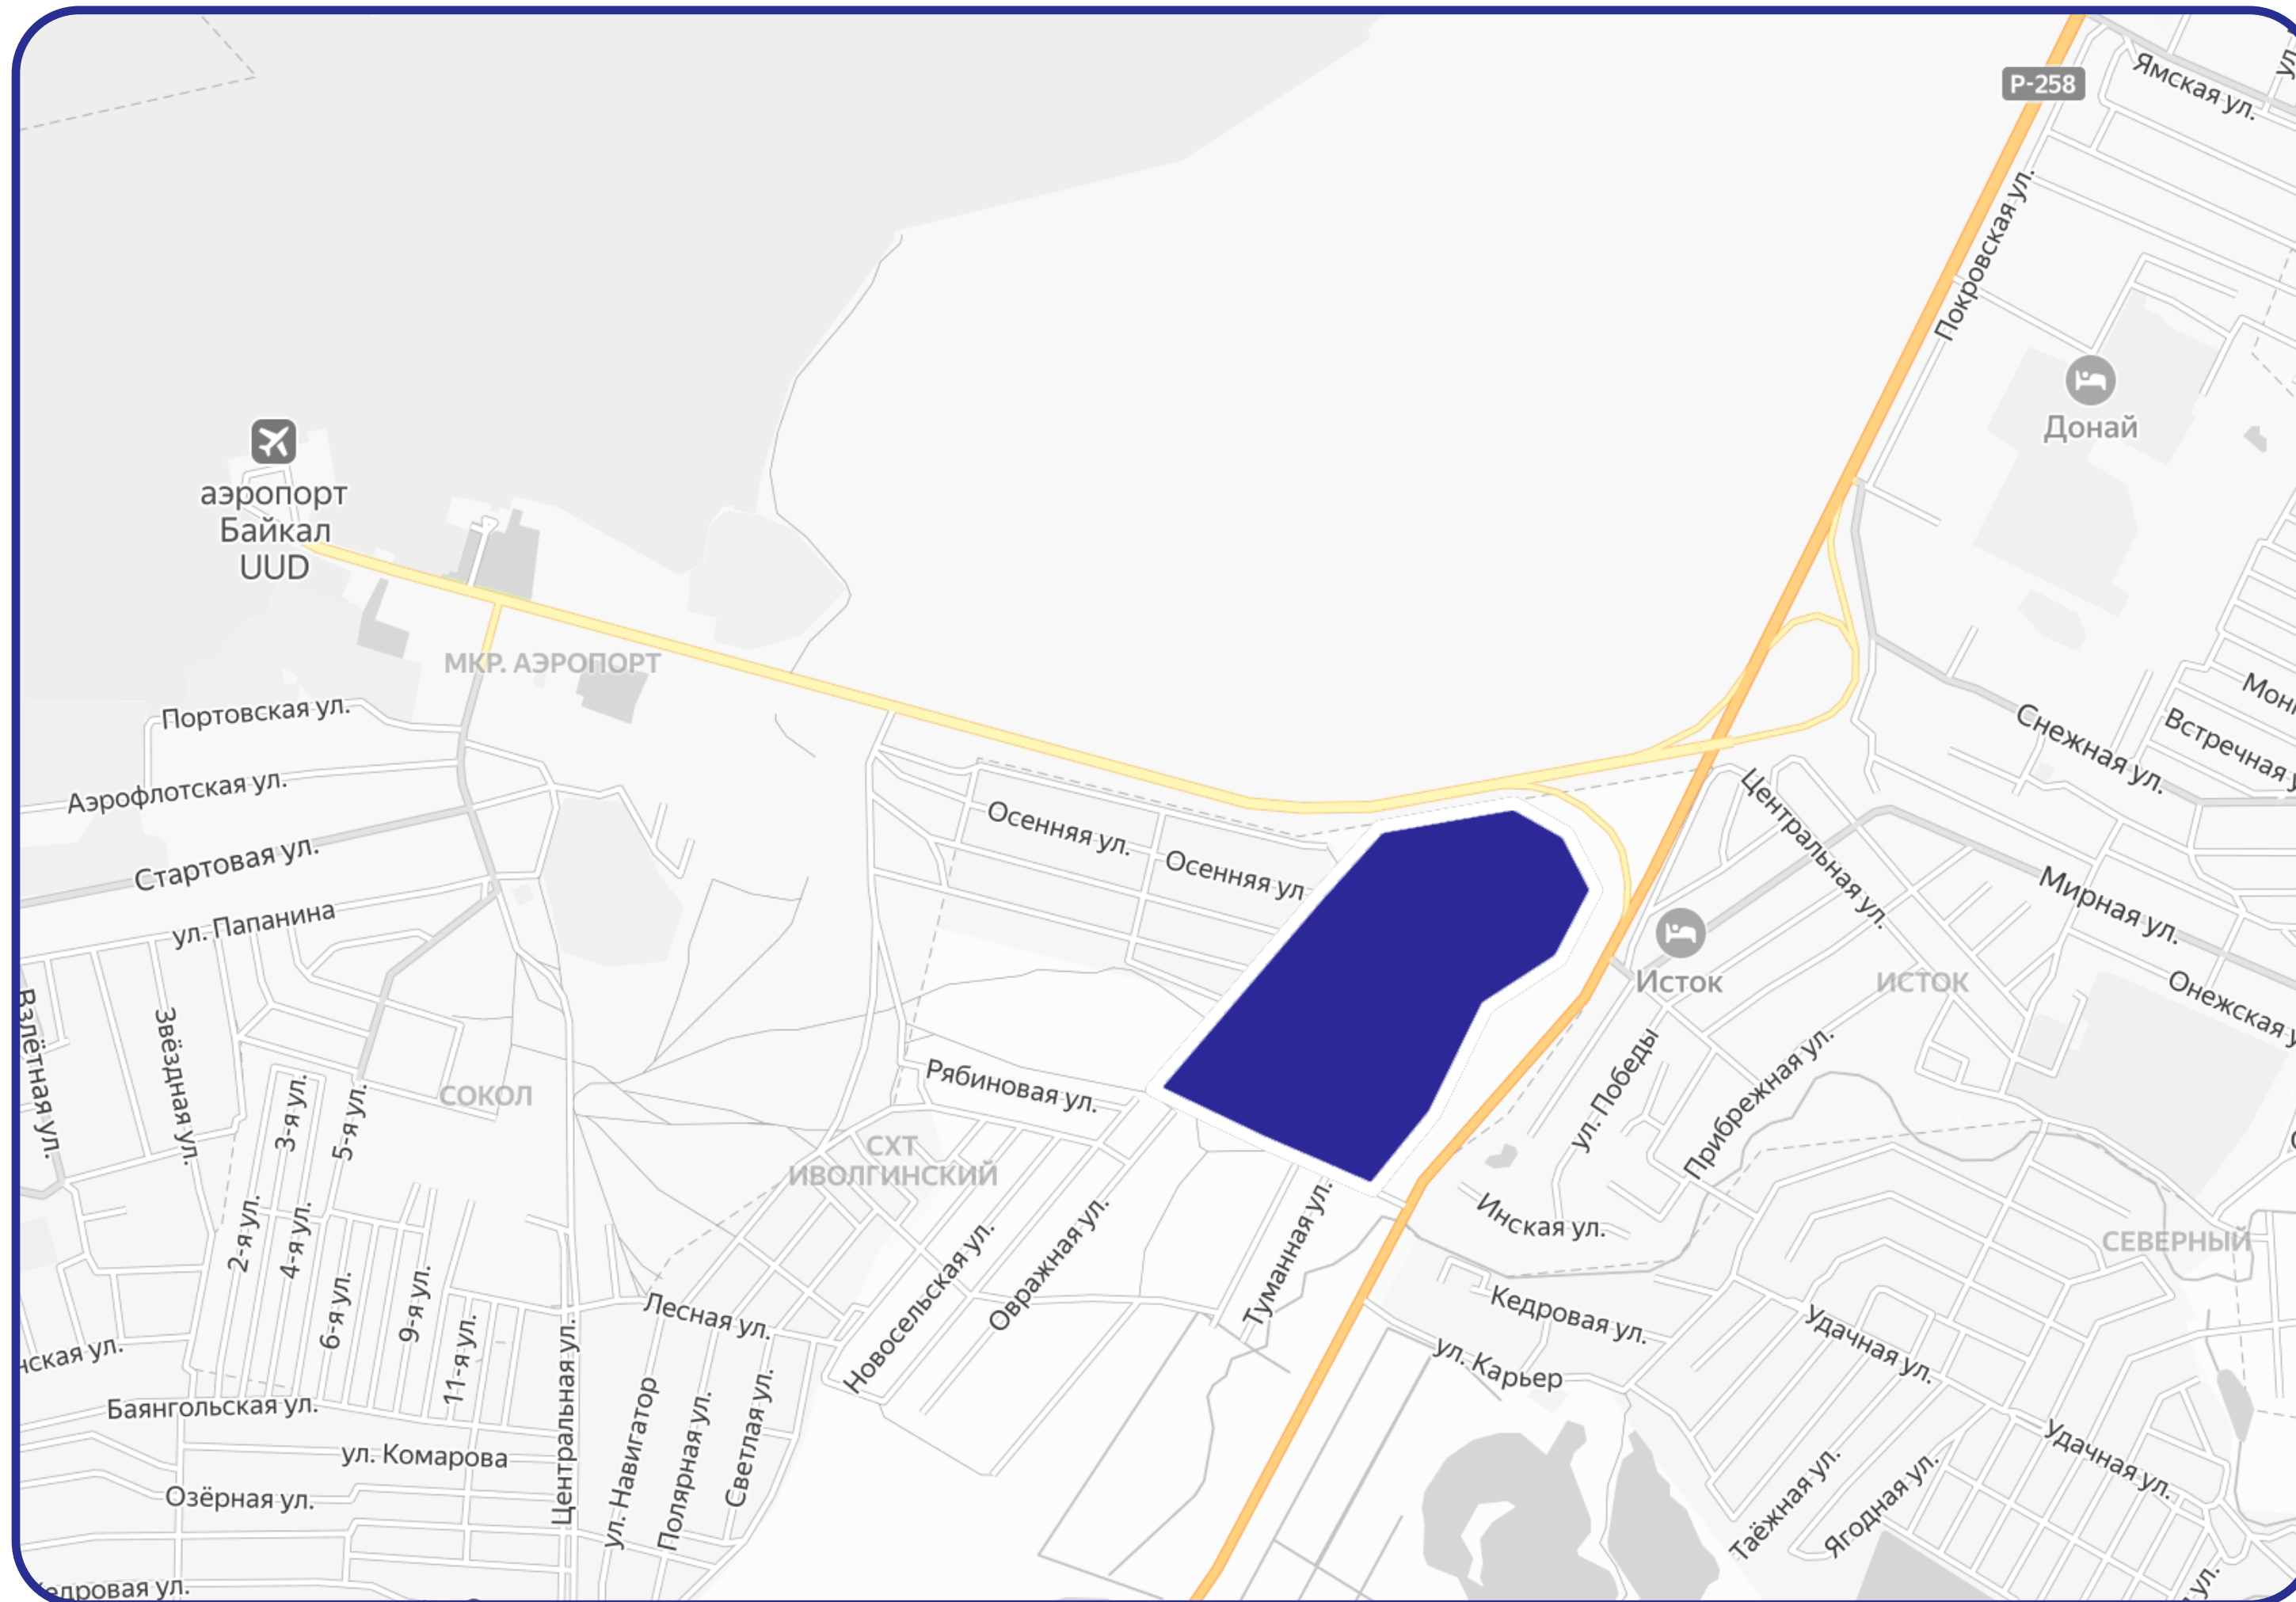 Р-258
Ямская ул.
Покровская ул.
Донай
аэропорт
Байкал
UUD
МКР. АЭРОПОРТ
Портовская ул.
Аэрофлотская ул.
Стартовая ул.
ул. Папанина
Осенняя ул.
Осенняя ул
Снежная ул.
Встречная
Центральная ул.
Мирная ул.
Исток
ИСТОК
Онежская
Взлётная ул.
Звёздная ул.
СОКОЛ
Рябиновая ул.
ул. Победы
Прибрежная ул.
3-я ул.
5-я ул.
СХТ
ИВОЛГИНСКИЙ
2-я ул.
4-я ул.
6-я ул.
9-я ул.
11-я ул.
Новосельская ул.
Овражная ул.
Туманная ул.
Инская ул.
СЕВЕРНЫЙ
Лесная ул.
Кедровая ул.
ул. Карьер
Удачная ул.
нская ул.
Баянгольская ул.
ул. Комарова
Озёрная ул.
Центральная ул.
ул. Навигатор
Полярная ул.
Светлая ул.
Таёжная ул.
Ягодная ул.
Удачная ул.
едровая ул.
ул.